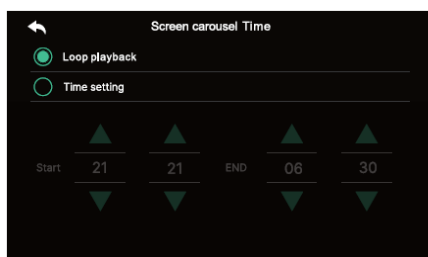 Screen carousel Time
Loop playback
Time setting
Start 21 21 END 06 30